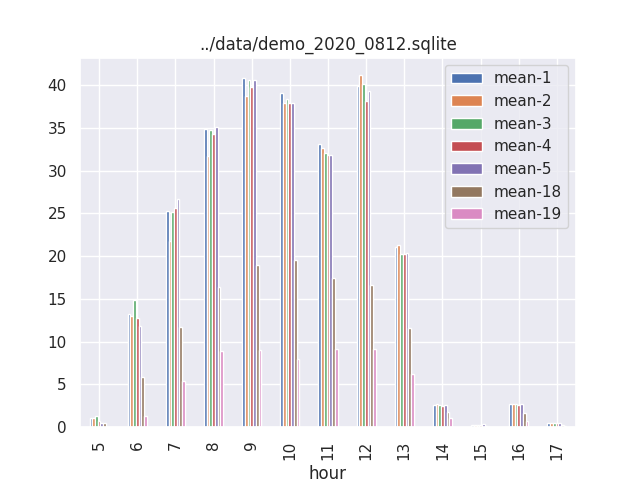 ../data/demo_2020_0812.sqlite
40
35
30
25
20
15
10
5
0
mean-1
mean-2
mean-3
mean-4
mean-5
mean-18
mean-19
5 6 7 8 9 10 11 12 13 14 15 16 17
hour